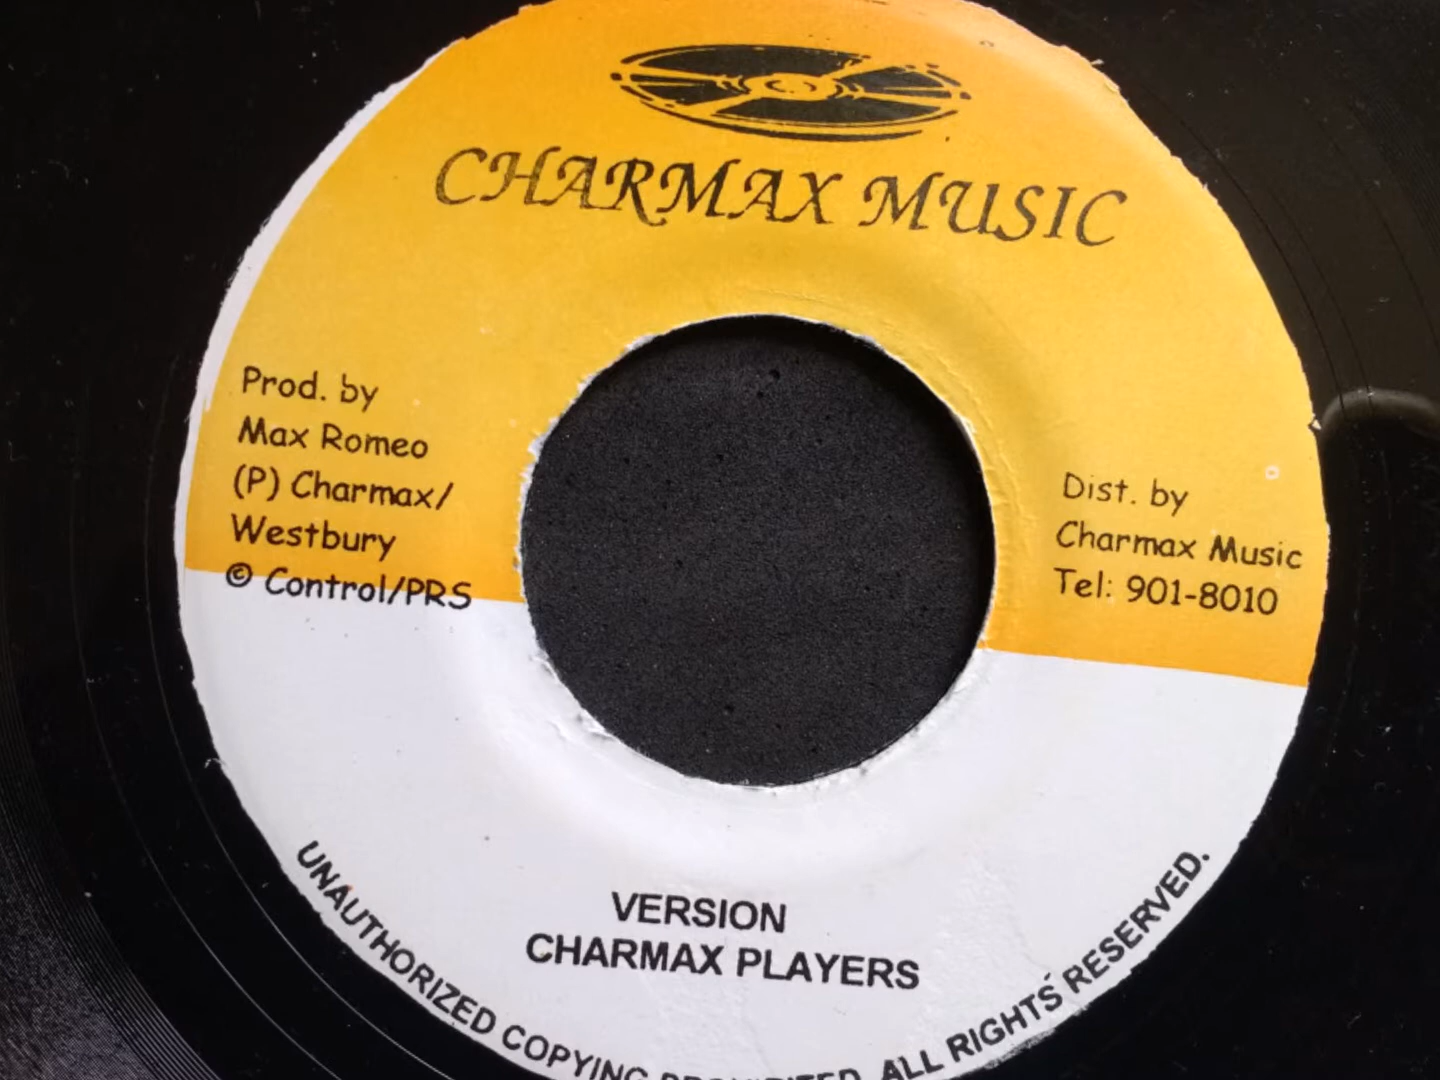 CHARMAX MUSIC
Prod. by
Max Romeo
(P) Charmax/
Westbury
© Control/PRS
Dist. by
Charmax Music
Tel: 901-8010
VERSION
CHARMAX PLAYERS
UNAUTHORIZED COPYING PROHIBITED. ALL RIGHTS RESERVED.